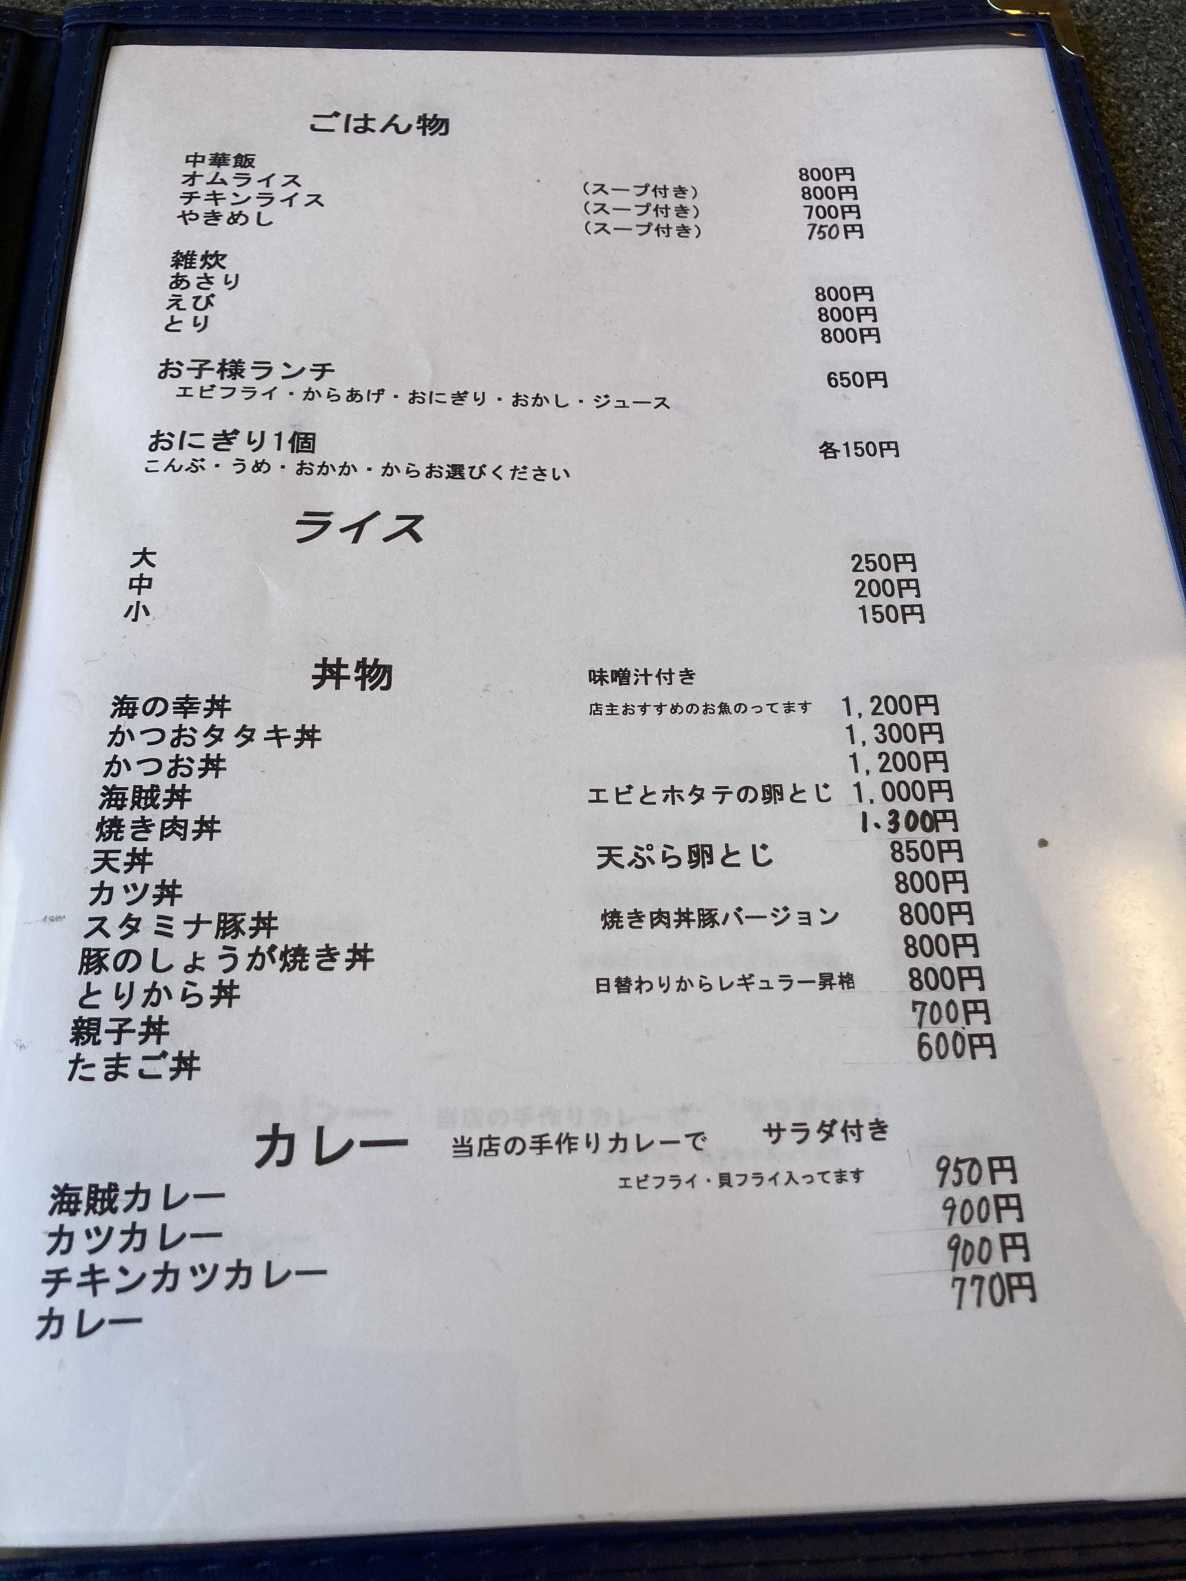 ごはん物
中華飯 800円
オムライス (スープ付き) 800円
チキンライス (スープ付き) 700円
やきめし (スープ付き) 750円
雑炊
あさり 800円
えび 800円
とり 800円
お子様ランチ 650円
エビフライ・からあげ・おにぎり・おかし・ジュース
おにぎり1個 各150円
こんぶ・うめ・おかか・からお選びください
ライス
大 250円
中 200円
小 150円
丼物 味噌汁付き
海の幸丼 店主おすすめのお魚のってます 1,200円
かつおタタキ丼 1,300円
かつお丼 1,200円
海賊丼 エビとホタテの卵とじ 1,000円
焼き肉丼 1.300円
天丼 天ぷら卵とじ 850円
カツ丼 800円
スタミナ豚丼 焼き肉丼豚バージョン 800円
豚のしょうが焼き丼 800円
とりから丼 日替わりからレギュラー昇格 800円
親子丼 700円
たまご丼 600円
カレー 当店の手作りカレーで サラダ付き
海賊カレー エビフライ・貝フライ入ってます 950円
カツカレー 900円
チキンカツカレー 900円
カレー 770円